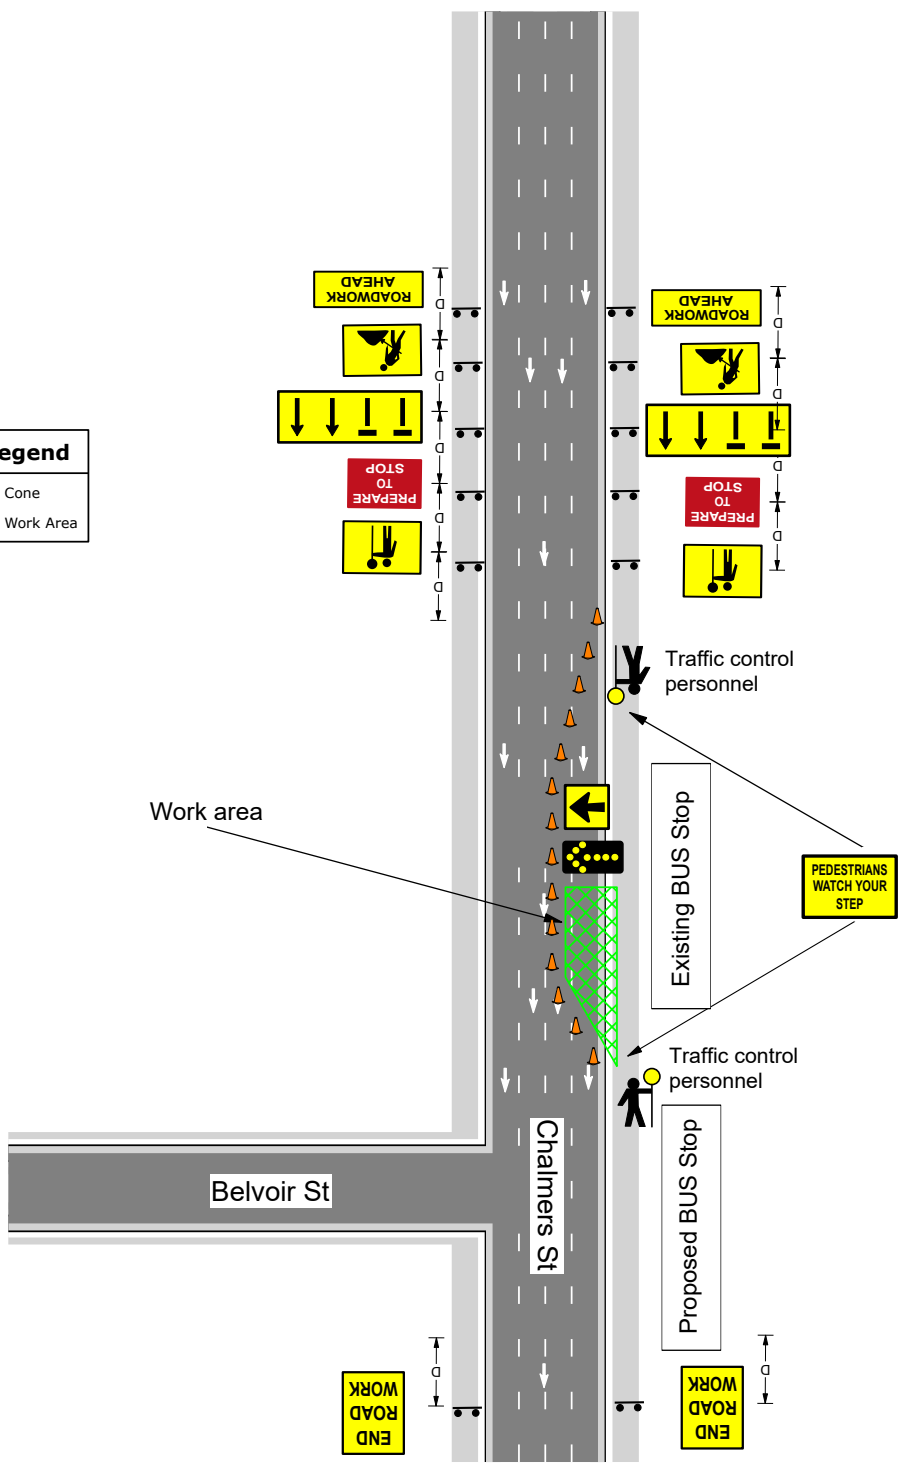 ROADWORK
AHEAD
ROADWORK
AHEAD
D
D
D
D
D
D
D
D
D
egend
Cone
Work Area
PREPARE
TO
STOP
PREPARE
TO
STOP
Traffic control
personnel
Work area
Existing BUS Stop
PEDESTRIANS
WATCH YOUR
STEP
Traffic control
personnel
Chalmers St
Belvoir St
Proposed BUS Stop
D
D
END
ROAD
WORK
END
ROAD
WORK